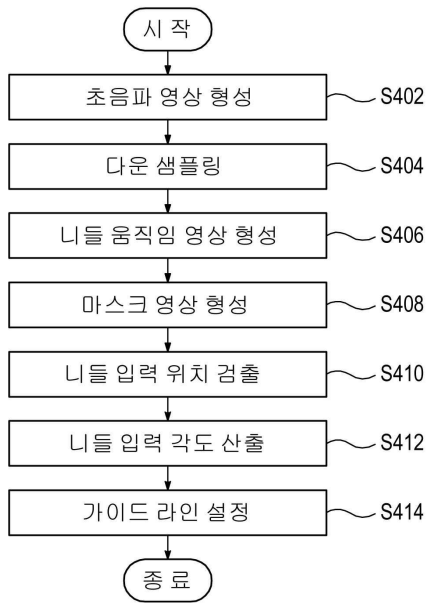 시 작
초음파 영상 형성 S402
다운 샘플링 S404
니들 움직임 영상 형성 S406
마스크 영상 형성 S408
니들 입력 위치 검출 S410
니들 입력 각도 산출 S412
가이드 라인 설정 S414
종 료